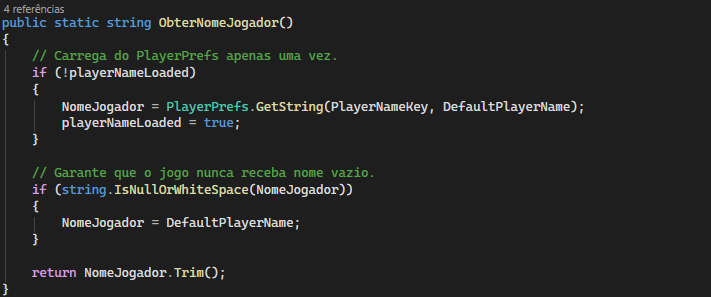 4 referências
public static string ObterNomeJogador()
{
    // Carrega do PlayerPrefs apenas uma vez.
    if (!playerNameLoaded)
    {
        NomeJogador = PlayerPrefs.GetString(PlayerNameKey, DefaultPlayerName);
        playerNameLoaded = true;
    }

    // Garante que o jogo nunca receba nome vazio.
    if (string.IsNullOrWhiteSpace(NomeJogador))
    {
        NomeJogador = DefaultPlayerName;
    }

    return NomeJogador.Trim();
}